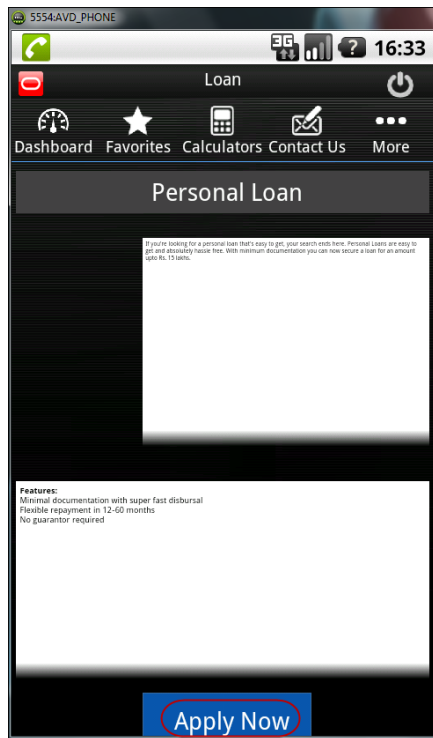 5554:AVD_PHONE
3G
16:33
Loan
Dashboard Favorites Calculators Contact Us More
Personal Loan
If you're looking for a personal loan that's easy to get, your search ends here. Personal Loans are easy to
get and absolutely hassle free. With minimum documentation you can now secure a loan for an amount
upto Rs. 15 lakhs.
Features:
Minimal documentation with super fast disbursal
Flexible repayment in 12-60 months
No guarantor required
Apply Now